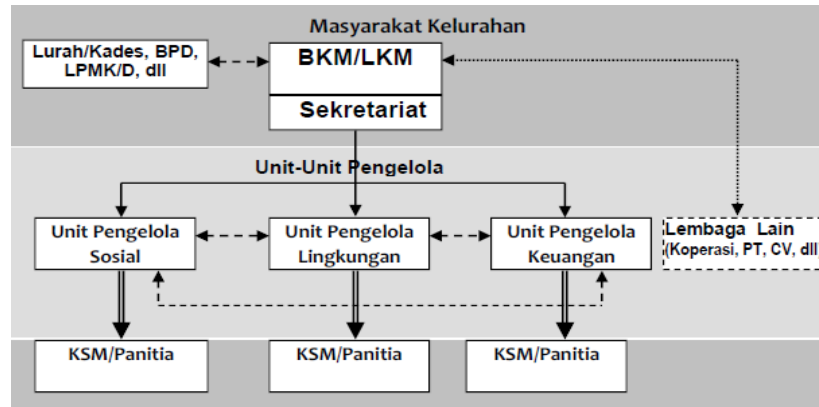 Masyarakat Kelurahan
Lurah/Kades, BPD,
LPMK/D, dll
BKM/LKM
Sekretariat
Unit-Unit Pengelola
Unit Pengelola
Sosial
Unit Pengelola
Lingkungan
Unit Pengelola
Keuangan
Lembaga Lain
(Koperasi, PT, CV, dll)
KSM/Panitia
KSM/Panitia
KSM/Panitia